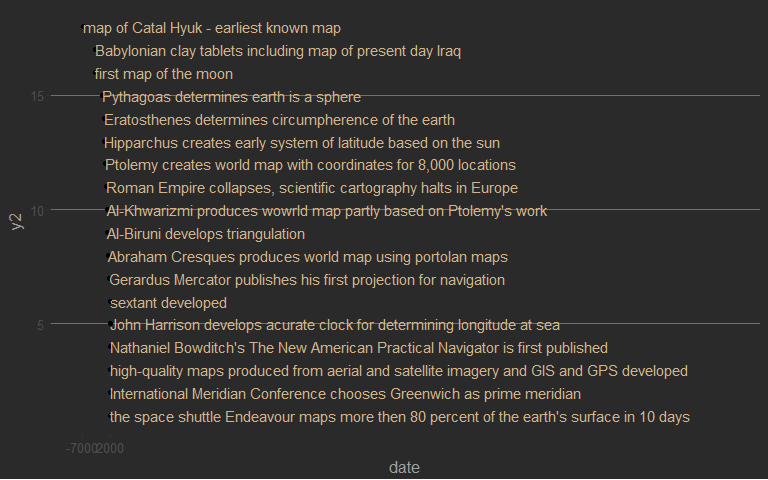 map of Catal Hyuk - earliest known map
Babylonian clay tablets including map of present day Iraq
first map of the moon
15
Pythagoas determines earth is a sphere
Eratosthenes determines circumpherence of the earth
Hipparchus creates early system of latitude based on the sun
Ptolemy creates world map with coordinates for 8,000 locations
Roman Empire collapses, scientific cartography halts in Europe
y2
10
Al-Khwarizmi produces wowrld map partly based on Ptolemy's work
Al-Biruni develops triangulation
Abraham Cresques produces world map using portolan maps
Gerardus Mercator publishes his first projection for navigation
sextant developed
5
John Harrison develops acurate clock for determining longitude at sea
Nathaniel Bowditch's The New American Practical Navigator is first published
high-quality maps produced from aerial and satellite imagery and GIS and GPS developed
International Meridian Conference chooses Greenwich as prime meridian
the space shuttle Endeavour maps more then 80 percent of the earth's surface in 10 days
-7000 2000
date